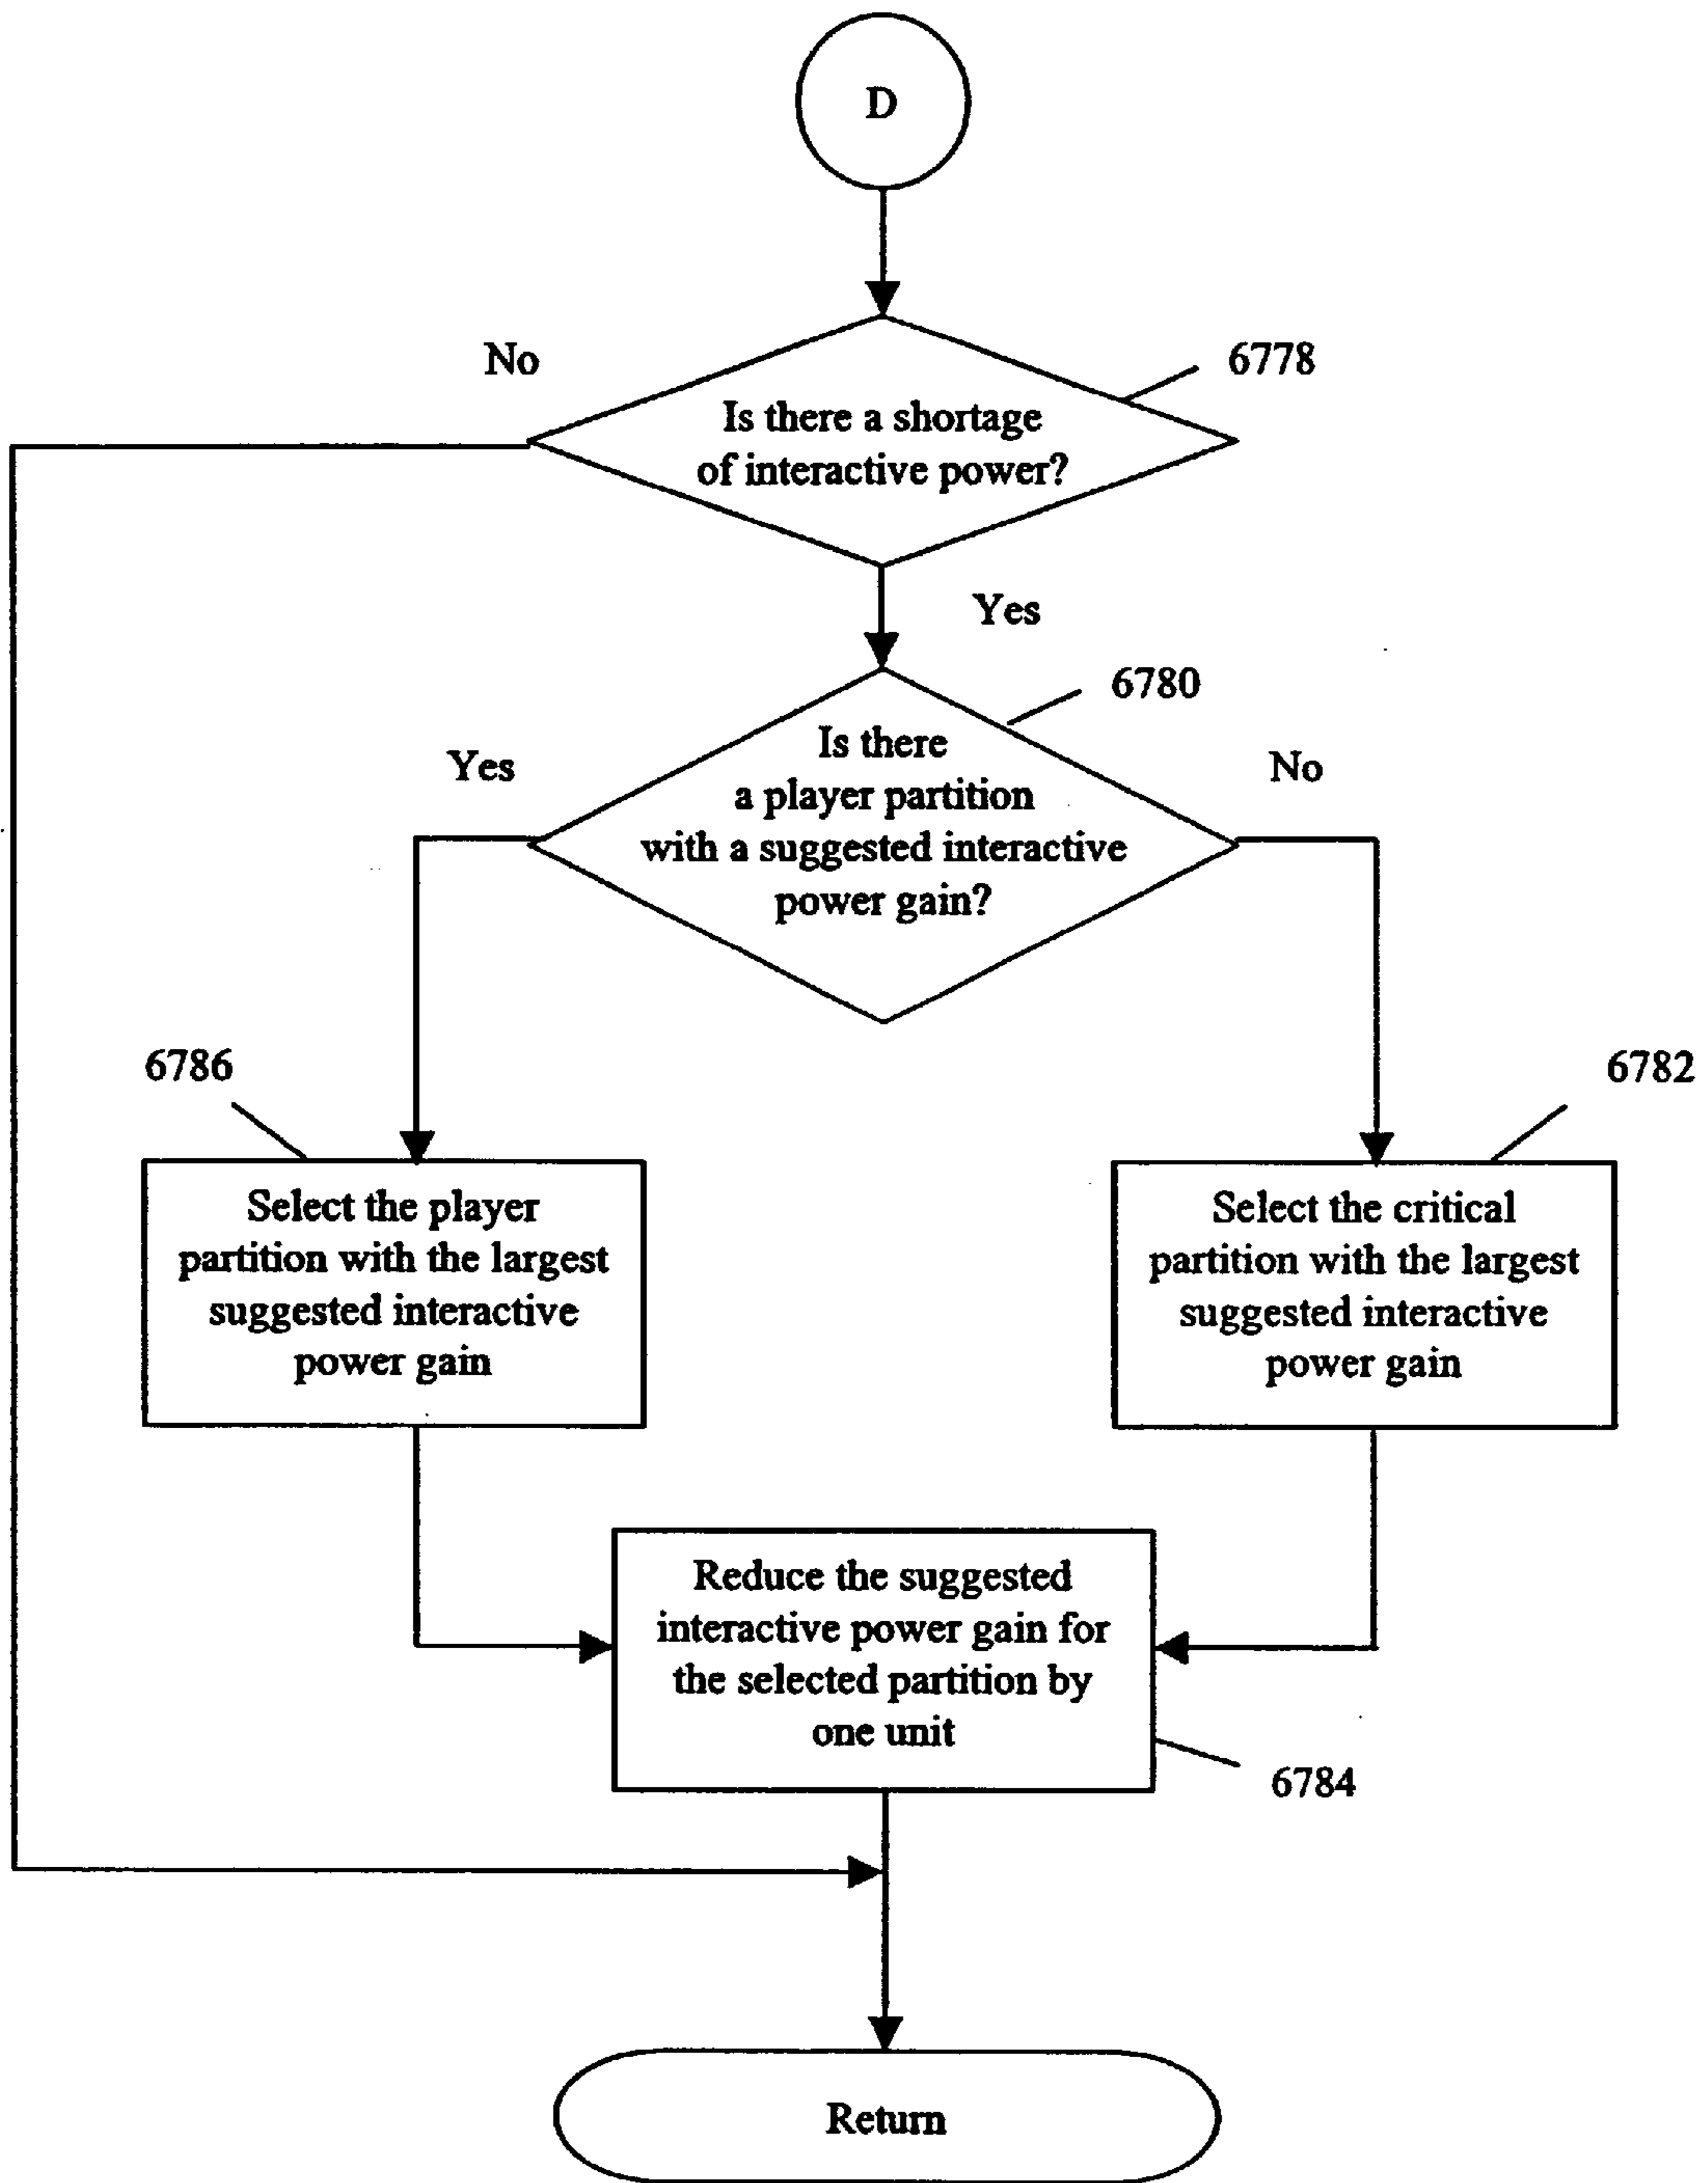 D
No
6778
Is there a shortage
of interactive power?
Yes
6780
Is there
a player partition
with a suggested interactive
power gain?
Yes
No
6786
6782
Select the player
partition with the largest
suggested interactive
power gain
Select the critical
partition with the largest
suggested interactive
power gain
Reduce the suggested
interactive power gain for
the selected partition by
one unit
6784
Return